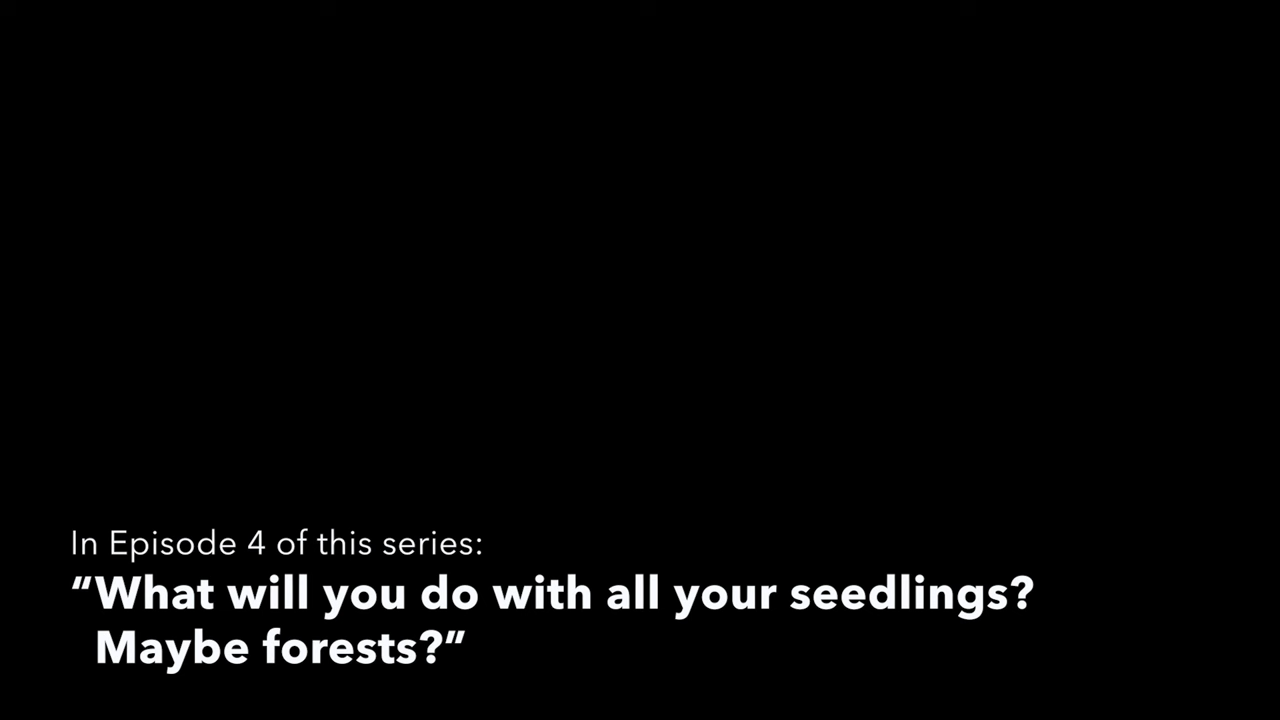 In Episode 4 of this series:
“What will you do with all your seedlings?
Maybe forests?”